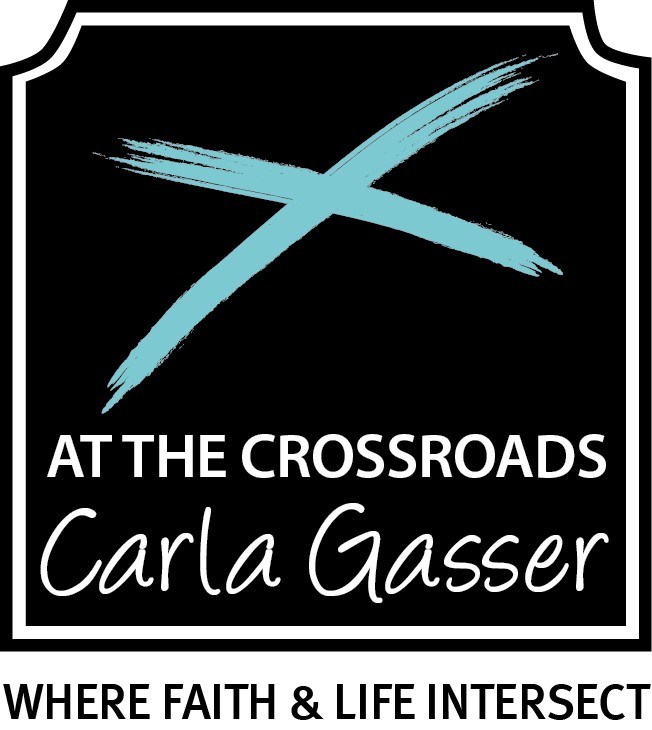 AT THE CROSSROADS
Carla Gasser
WHERE FAITH & LIFE INTERSECT